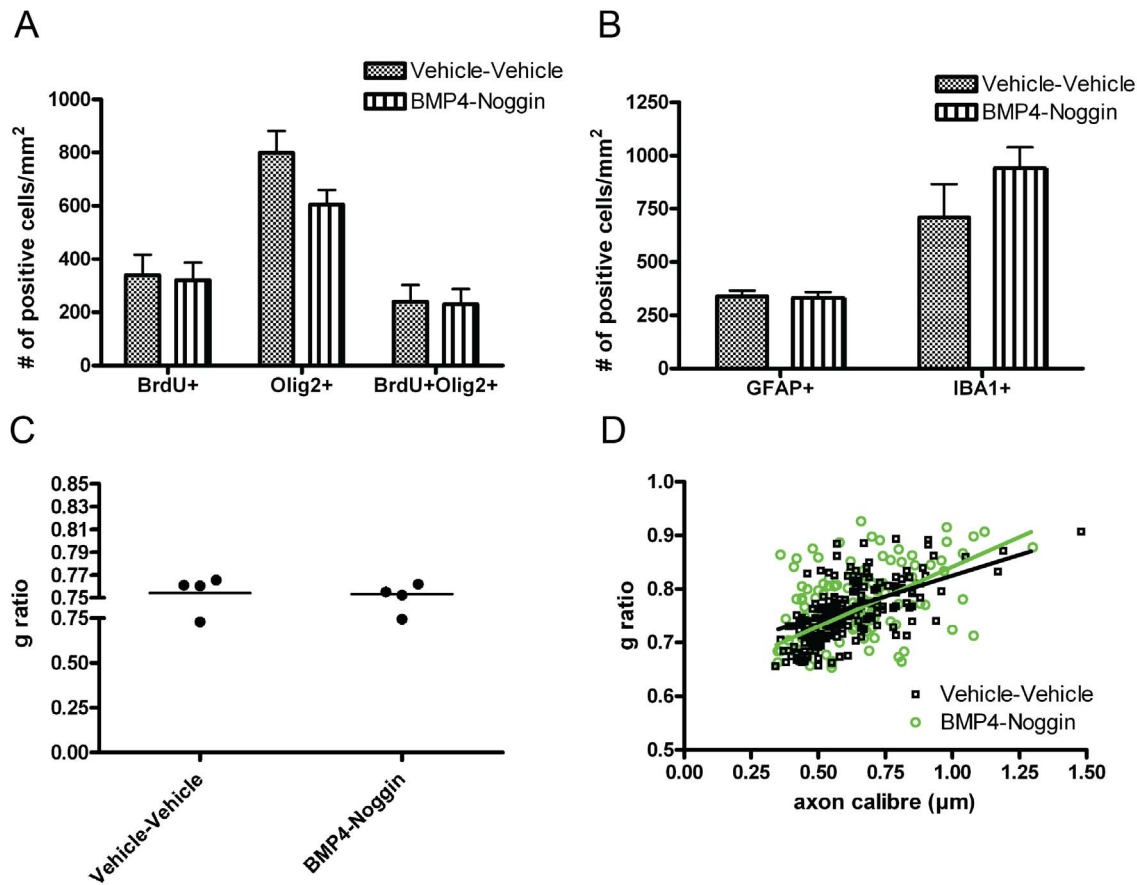 A
Vehicle-Vehicle
BMP4-Noggin
# of positive cells/mm²
1000
800
600
400
200
0
BrdU+ Olig2+ BrdU+Olig2+
B
Vehicle-Vehicle
BMP4-Noggin
# of positive cells/mm²
1250
1000
750
500
250
0
GFAP+ IBA1+
C
g ratio
0.85
0.83
0.81
0.79
0.77
0.75
0.75
0.50
0.25
0.00
Vehicle-Vehicle
BMP4-Noggin
D
g ratio
1.0
0.9
0.8
0.7
0.6
0.5
Vehicle-Vehicle
BMP4-Noggin
0.00 0.25 0.50 0.75 1.00 1.25 1.50
axon calibre (µm)